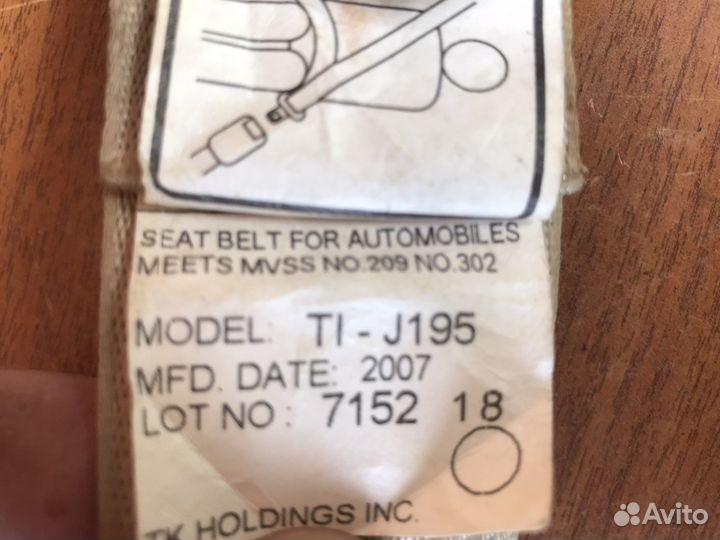 SEAT BELT FOR AUTOMOBILES
MEETS MVSS NO.209 NO.302
MODEL: TI - J195
MFD. DATE: 2007
LOT NO : 7152 18
TK HOLDINGS INC.
Avito